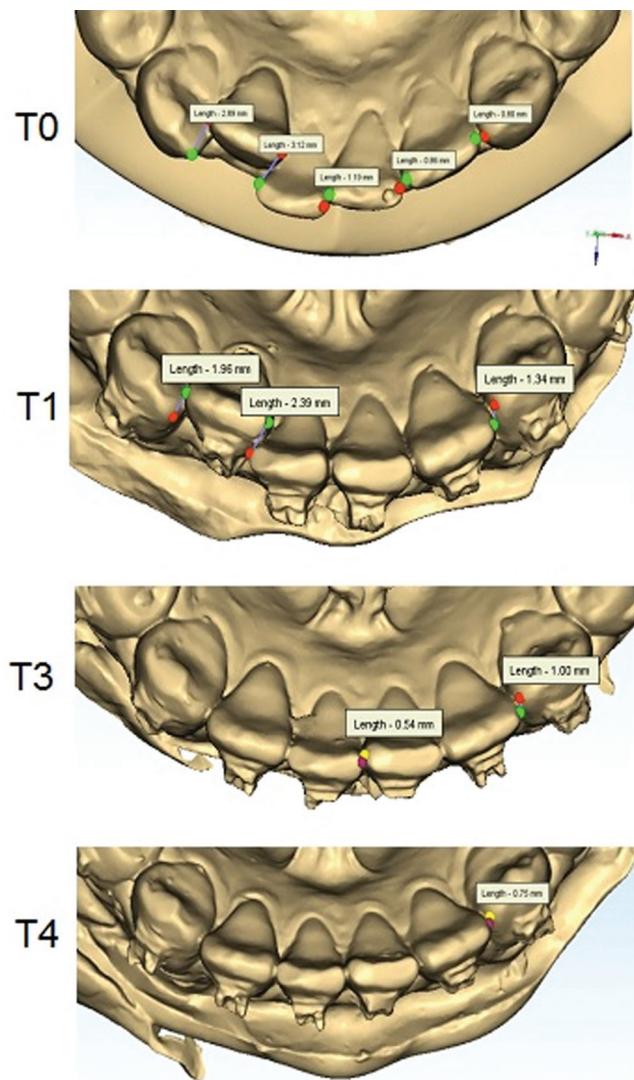 T0
Length - 2.89 mm
Length - 3.12 mm
Length - 1.19 mm
Length - 0.86 mm
Length - 0.80 mm
T1
Length - 1.96 mm
Length - 2.39 mm
Length - 1.34 mm
T3
Length - 0.54 mm
Length - 1.00 mm
T4
Length - 0.75 mm